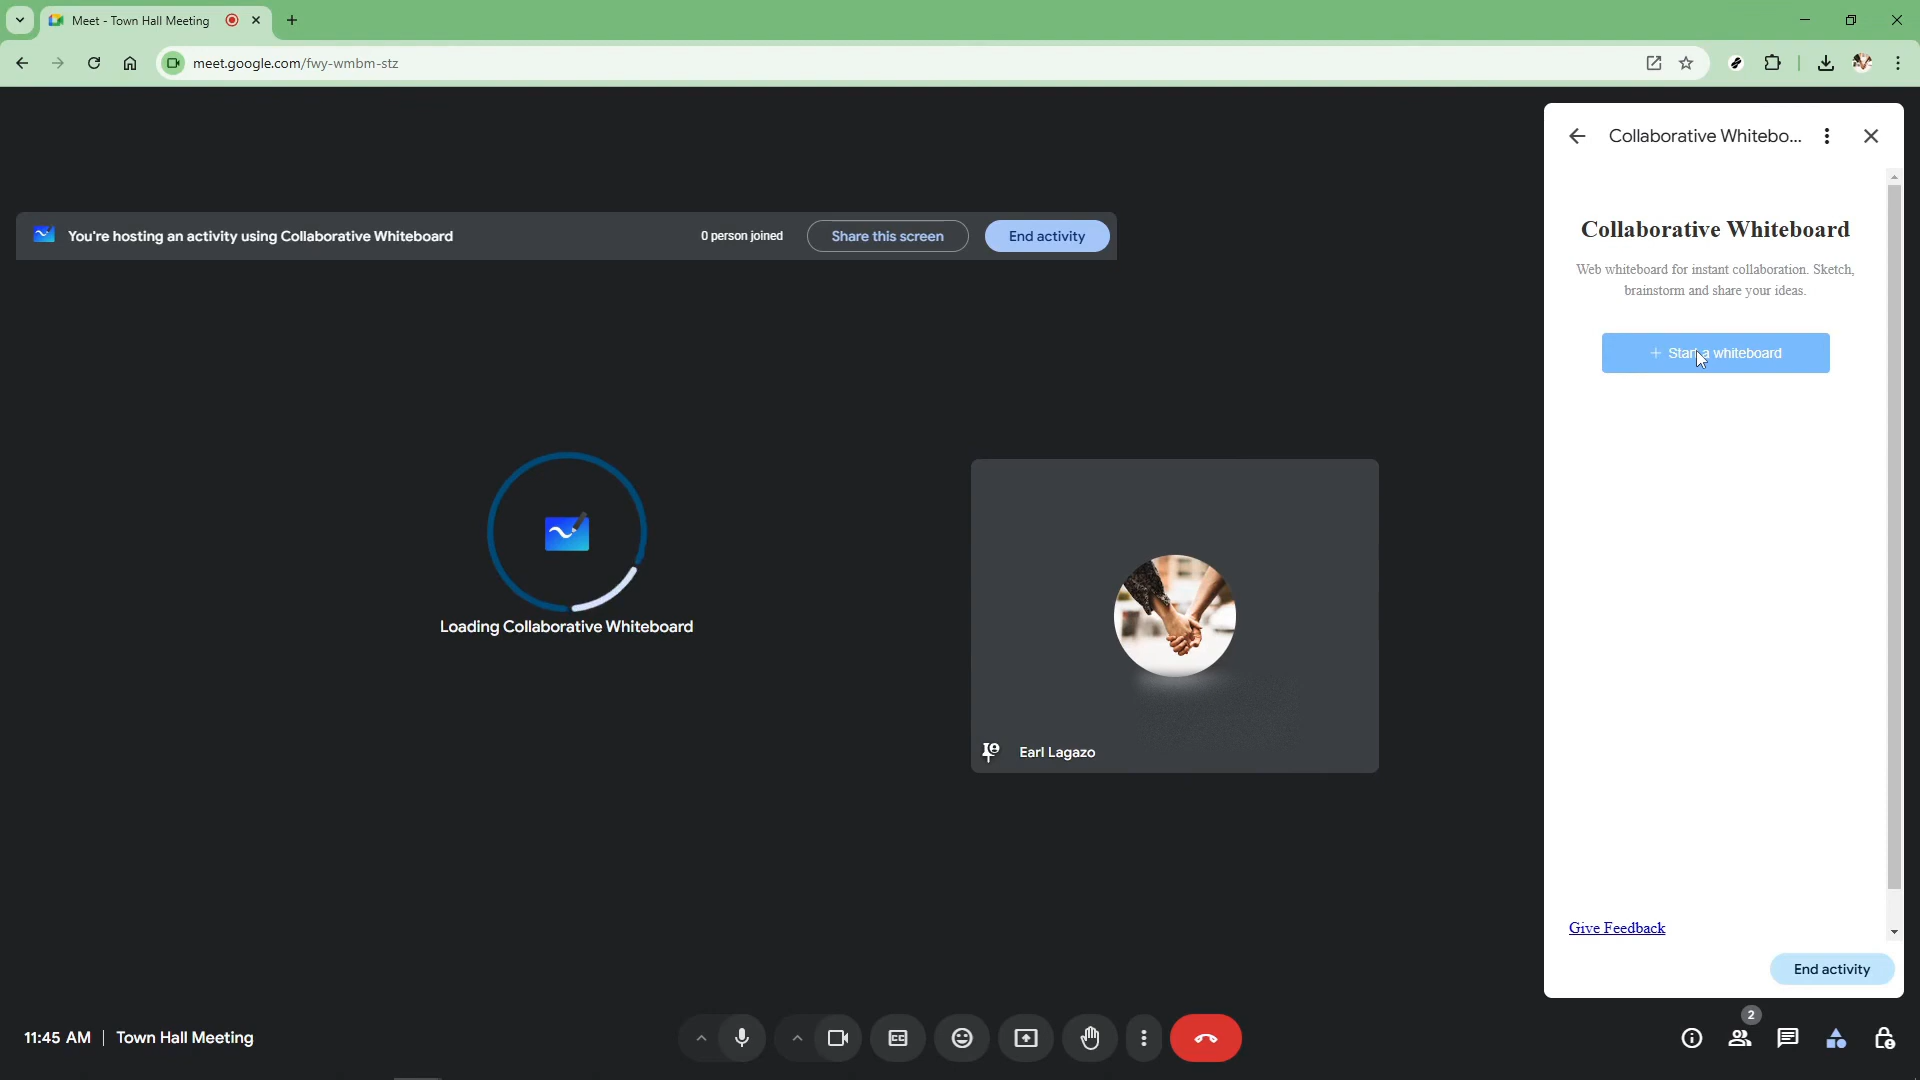 Meet - Town Hall Meeting
meet.google.com/fwy-wmbm-stz
Collaborative Whitebo...
You're hosting an activity using Collaborative Whiteboard
0 person joined
Share this screen
End activity
Collaborative Whiteboard
Web whiteboard for instant collaboration. Sketch,
brainstorm and share your ideas.
+ Start a whiteboard
Loading Collaborative Whiteboard
Earl Lagazo
Give Feedback
End activity
11:45 AM | Town Hall Meeting
CC
2